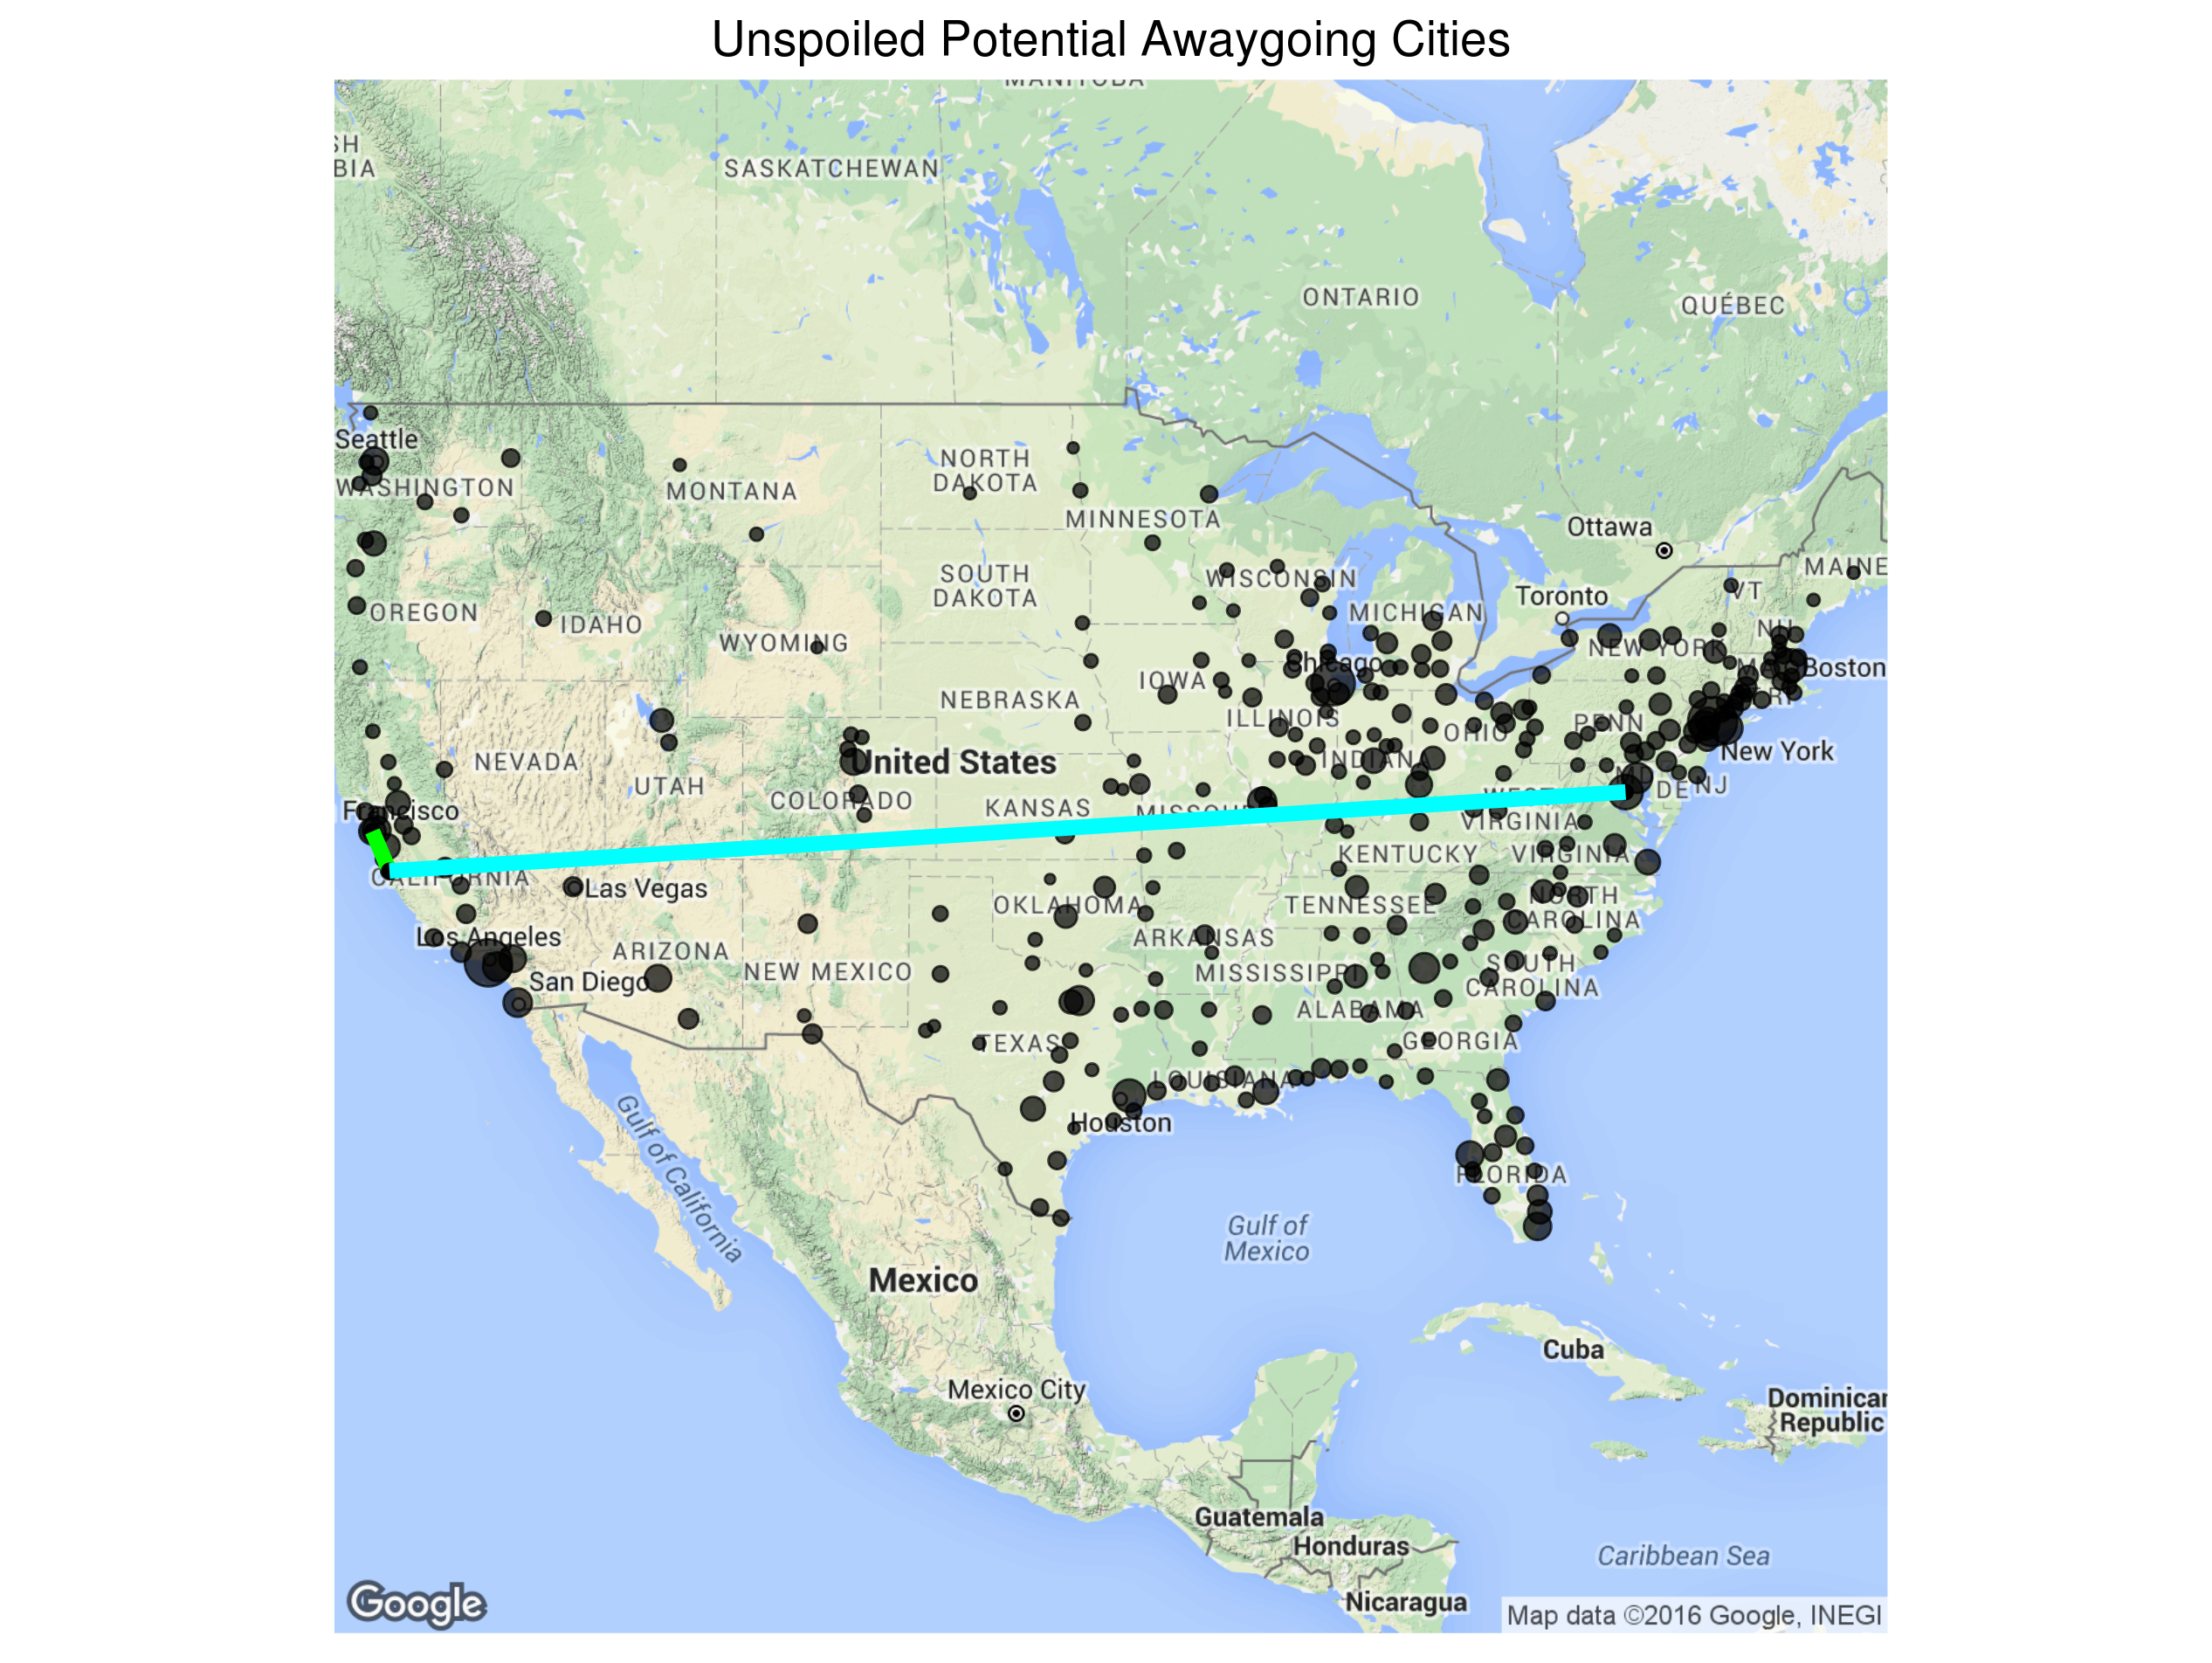 Unspoiled Potential Awaygoing Cities
MANITOBA
SH
BIA
SASKATCHEWAN
ONTARIO
QUÉBEC
Seattle
WASHINGTON
MONTANA
NORTH
DAKOTA
MINNESOTA
Ottawa
MAINE
OREGON
IDAHO
SOUTH
DAKOTA
WISCONSIN
MICHIGAN
Toronto
VT
WYOMING
NH
NEW YORK
MA
Boston
RI
Chicago
IOWA
NEBRASKA
ILLINOIS
INDIANA
OHIO
PENN
New York
NEVADA
UTAH
United States
COLORADO
KANSAS
MISSOURI
WEST
VIRGINIA
MD
DE
NJ
Francisco
CALIFORNIA
Las Vegas
KENTUCKY
VIRGINIA
OKLAHOMA
TENNESSEE
NORTH
CAROLINA
Los Angeles
ARIZONA
NEW MEXICO
ARKANSAS
San Diego
MISSISSIPPI
SOUTH
CAROLINA
ALABAMA
TEXAS
GEORGIA
LOUISIANA
Houston
FLORIDA
Gulf of California
Gulf of
Mexico
Mexico
Cuba
Mexico City
Dominican
Republic
Guatemala
Honduras
Caribbean Sea
Nicaragua
Google
Map data ©2016 Google, INEGI